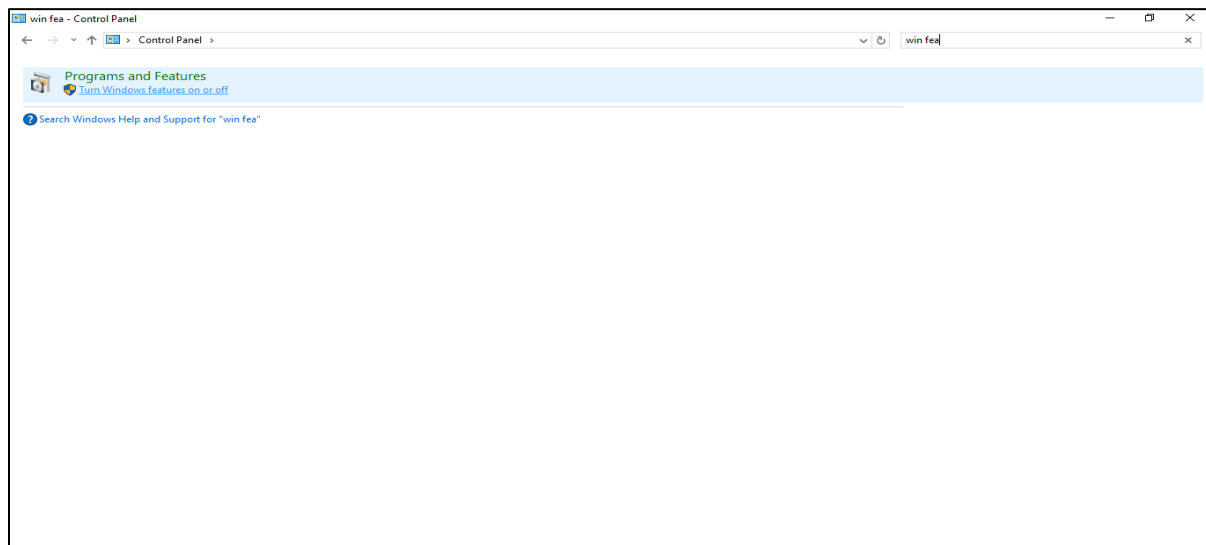 win fea - Control Panel
Control Panel
win fea
Programs and Features
Turn Windows features on or off
Search Windows Help and Support for "win fea"